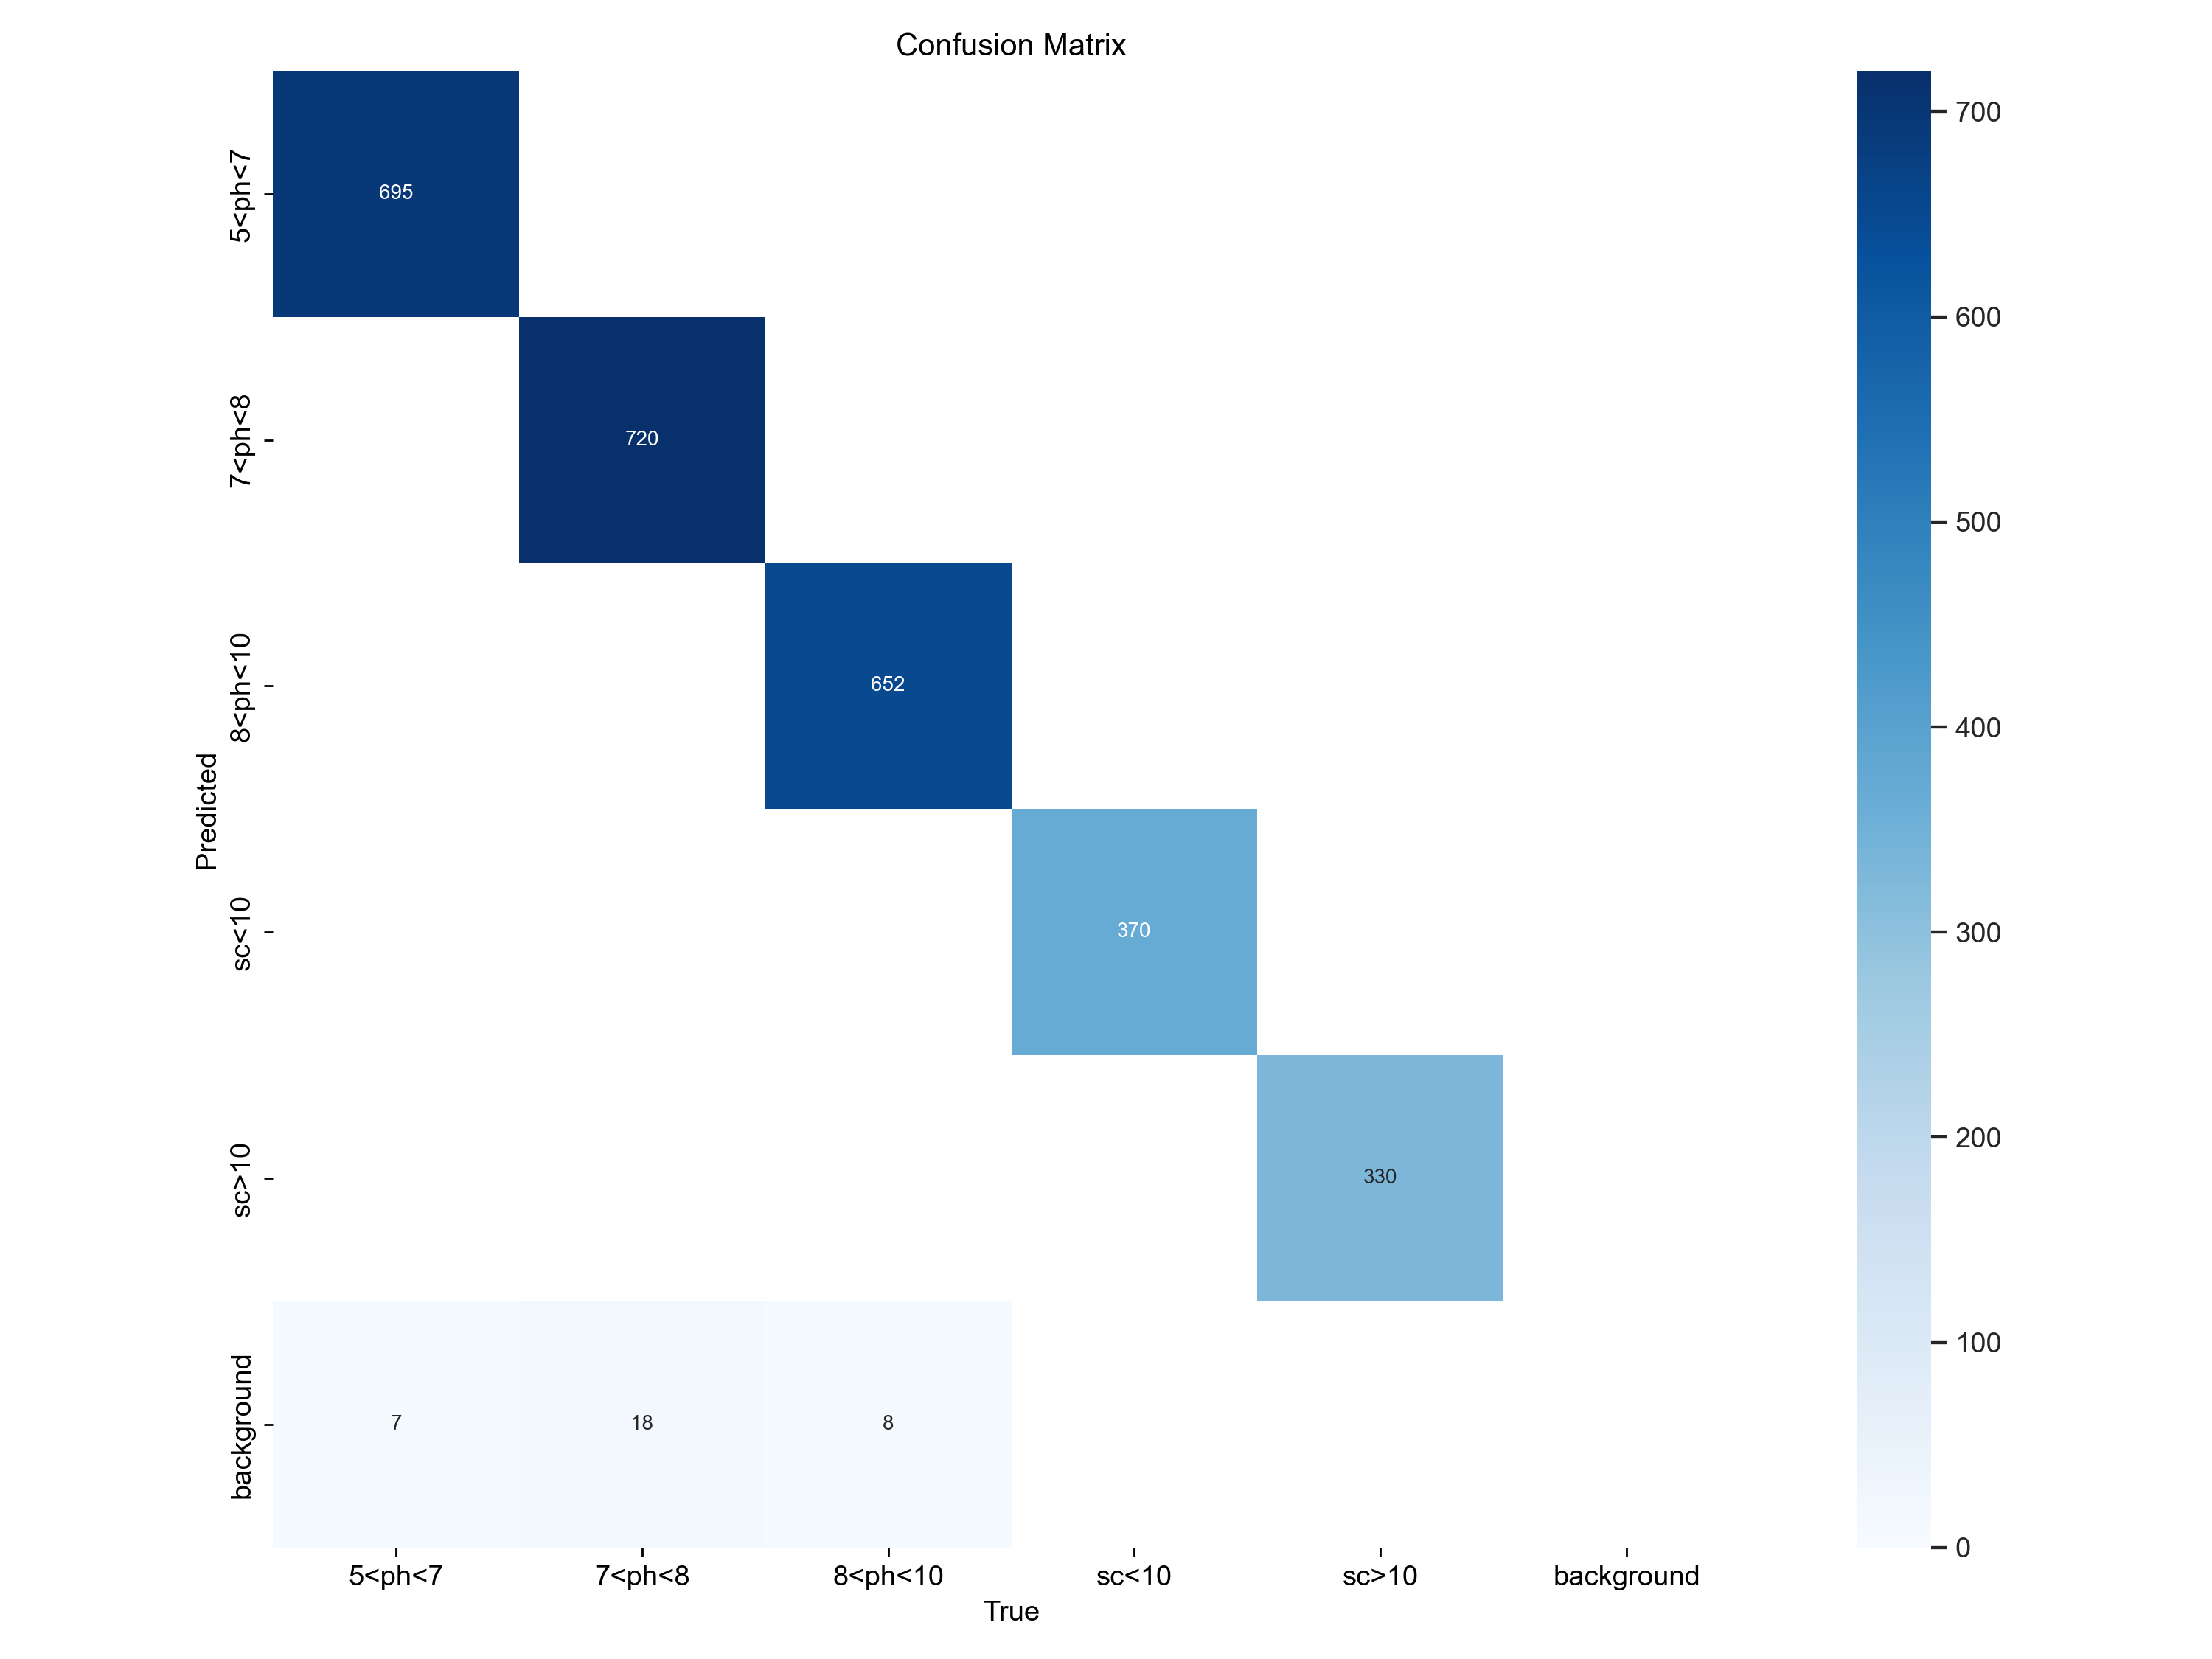 Confusion Matrix
5<ph<7
7<ph<8
8<ph<10
sc<10
sc>10
background
Predicted
695
720
652
370
330
7 18 8
5<ph<7 7<ph<8 8<ph<10 sc<10 sc>10 background
True
700
600
500
400
300
200
100
0